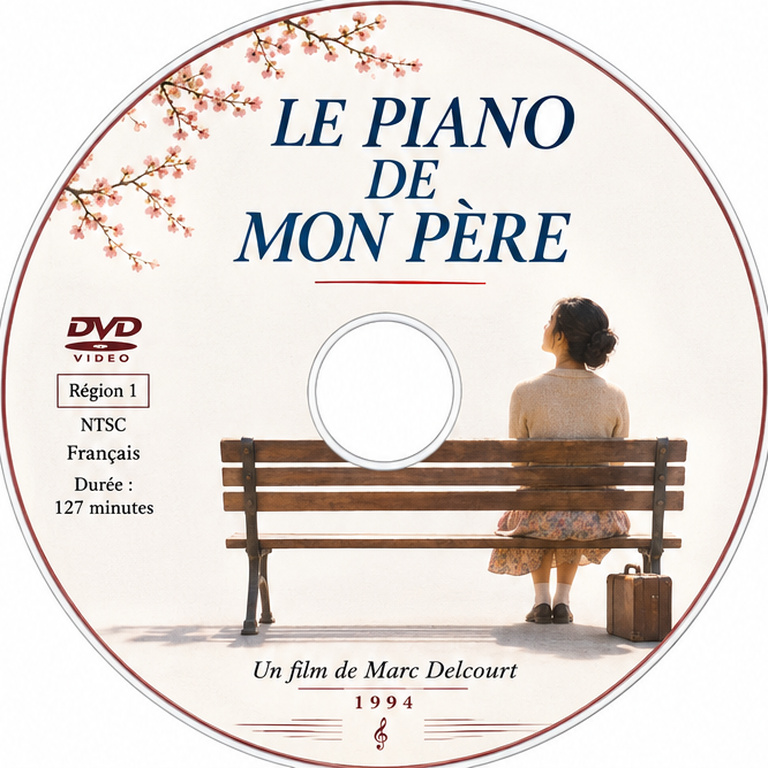 LE PIANO
DE
MON PÈRE
DVD
VIDEO
Région 1
NTSC
Français
Durée :
127 minutes
Un film de Marc Delcourt
1994